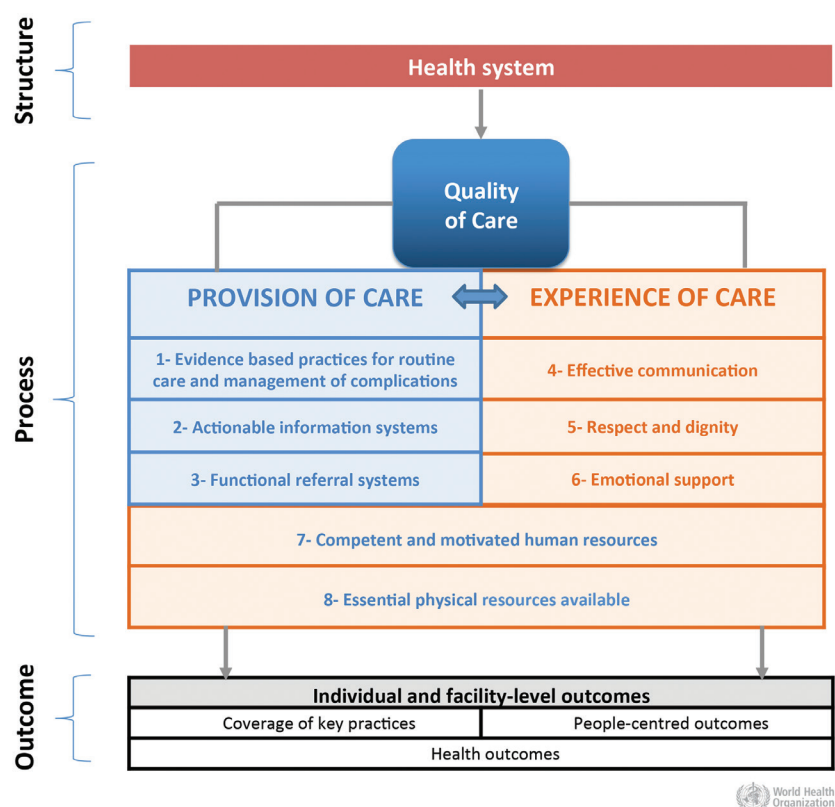 Structure
Health system
Process
Quality
of Care
PROVISION OF CARE
EXPERIENCE OF CARE
1- Evidence based practices for routine
care and management of complications
4- Effective communication
2- Actionable information systems
5- Respect and dignity
3- Functional referral systems
6- Emotional support
7- Competent and motivated human resources
8- Essential physical resources available
Outcome
Individual and facility-level outcomes
Coverage of key practices
People-centred outcomes
Health outcomes
World Health
Organization